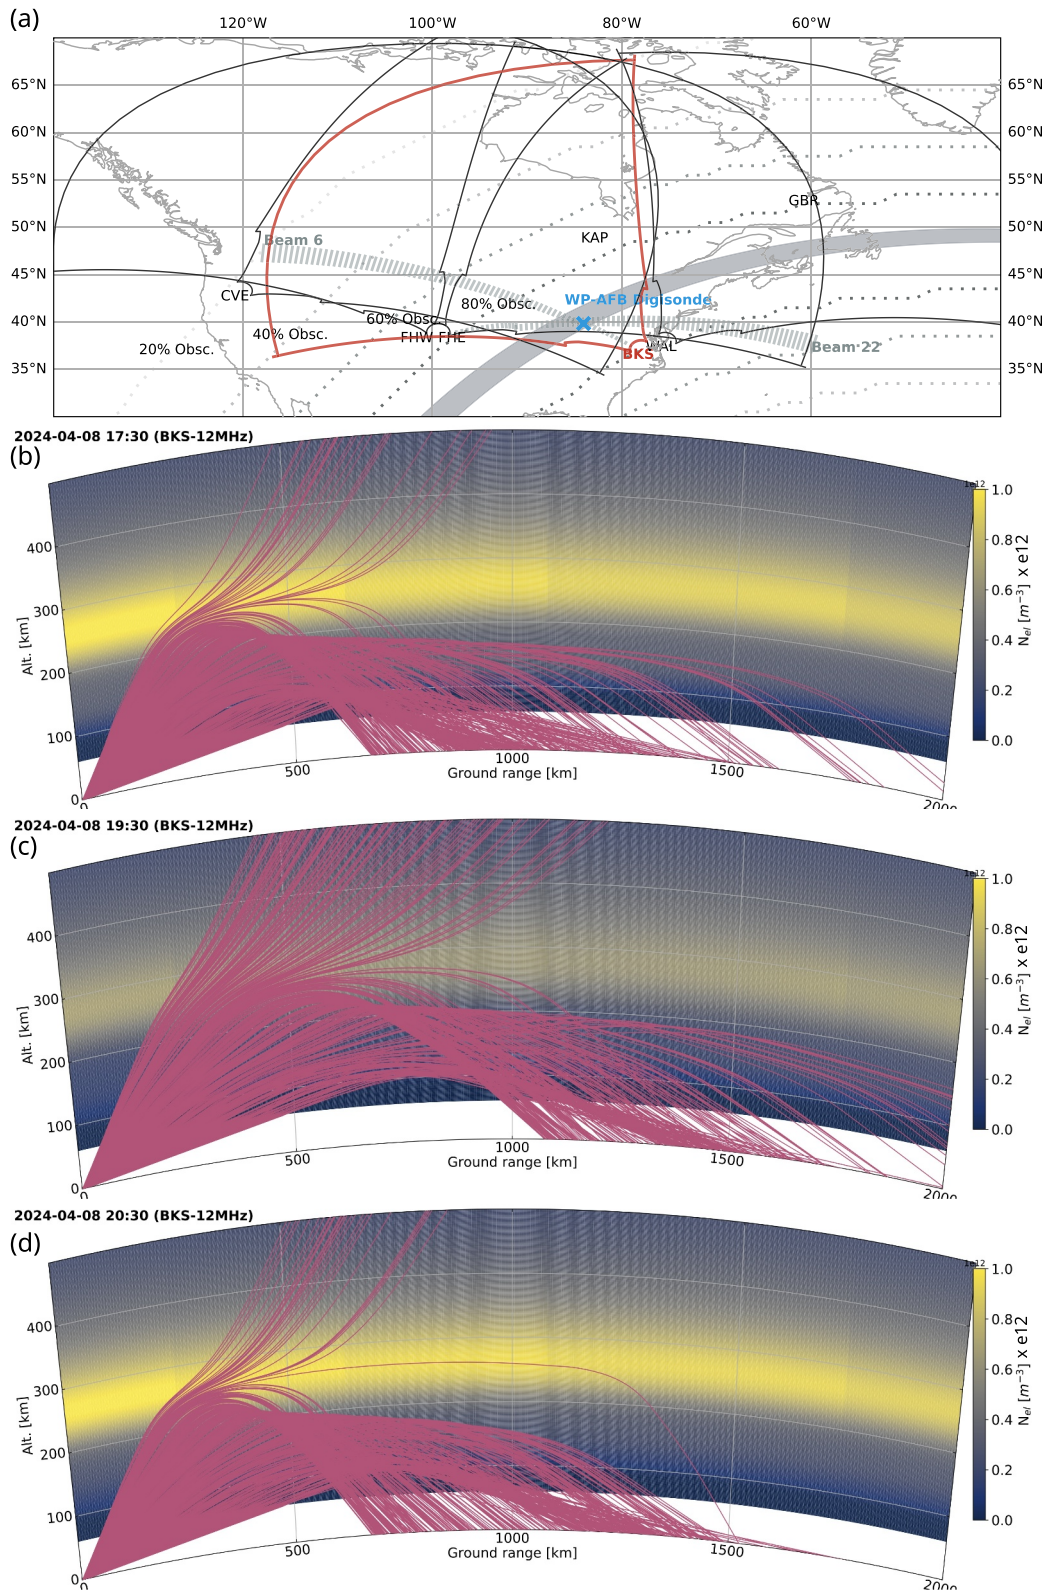 (a)
120°W 100°W 80°W 60°W
65°N 65°N
60°N 60°N
55°N 55°N
50°N 50°N
45°N 45°N
40°N 40°N
35°N 35°N
GBR
KAP
Beam 6
CVE
80% Obsc.
WP-AFB Digisonde
60% Obsc.
40% Obsc.
20% Obsc.
FHW FHE
BKS
WAL
Beam 22
2024-04-08 17:30 (BKS-12MHz)
(b)
1e12
1.0
0.8
0.6
0.4
0.2
0.0
Nel [m−3] x e12
400
300
200
100
0
Alt. [km]
0 500 1000 1500 2000
Ground range [km]
2024-04-08 19:30 (BKS-12MHz)
(c)
1e12
1.0
0.8
0.6
0.4
0.2
0.0
Nel [m−3] x e12
400
300
200
100
0
Alt. [km]
0 500 1000 1500 2000
Ground range [km]
2024-04-08 20:30 (BKS-12MHz)
(d)
1e12
1.0
0.8
0.6
0.4
0.2
0.0
Nel [m−3] x e12
400
300
200
100
0
Alt. [km]
0 500 1000 1500 2000
Ground range [km]